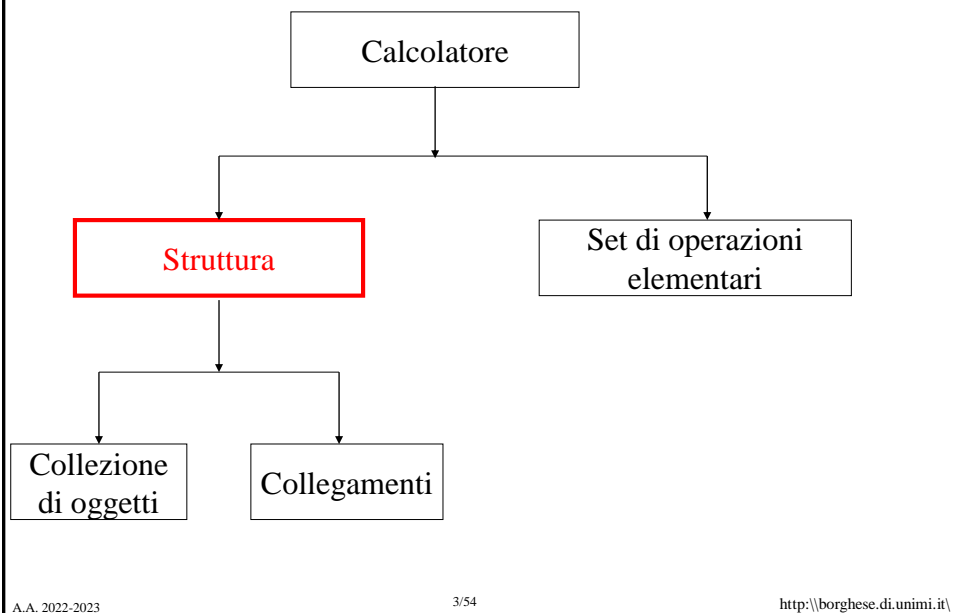 Calcolatore
Struttura
Set di operazioni
elementari
Collezione
di oggetti
Collegamenti
A.A. 2022-2023
3/54
http:\\borghese.di.unimi.it\